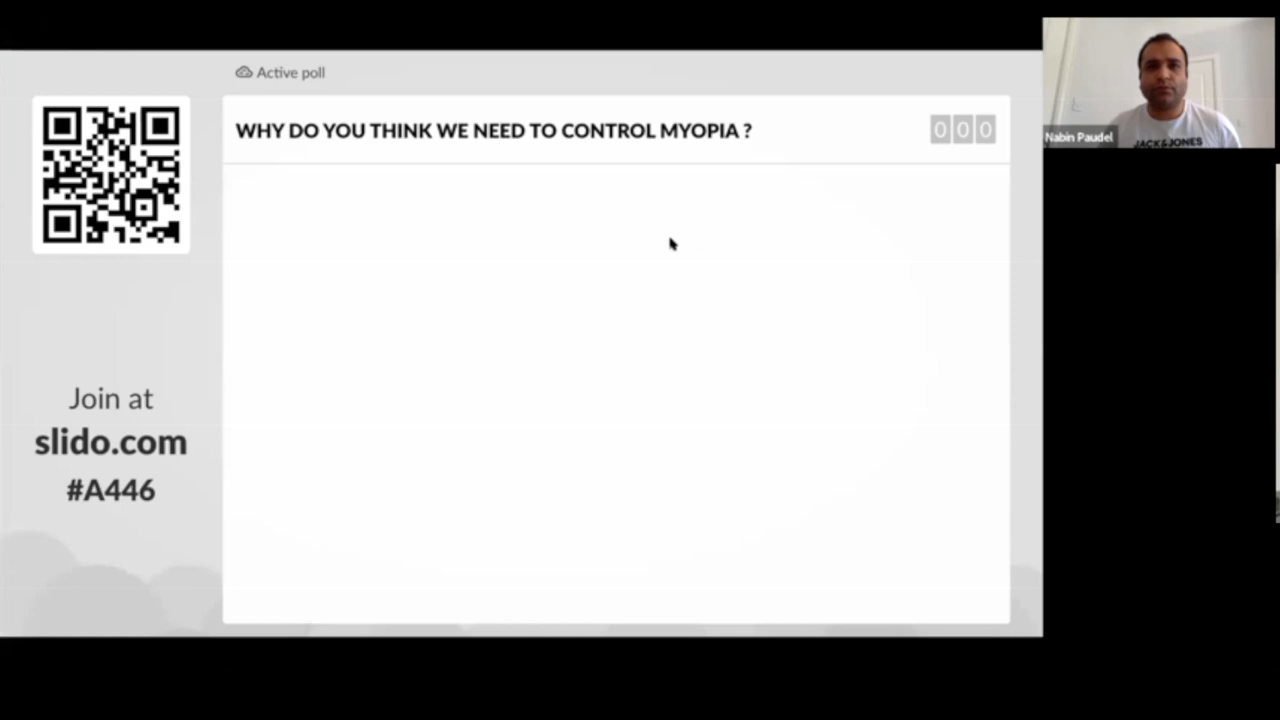 Active poll
WHY DO YOU THINK WE NEED TO CONTROL MYOPIA ?
000
Join at
slido.com
#A446
Nabin Paudel
JACK&JONES